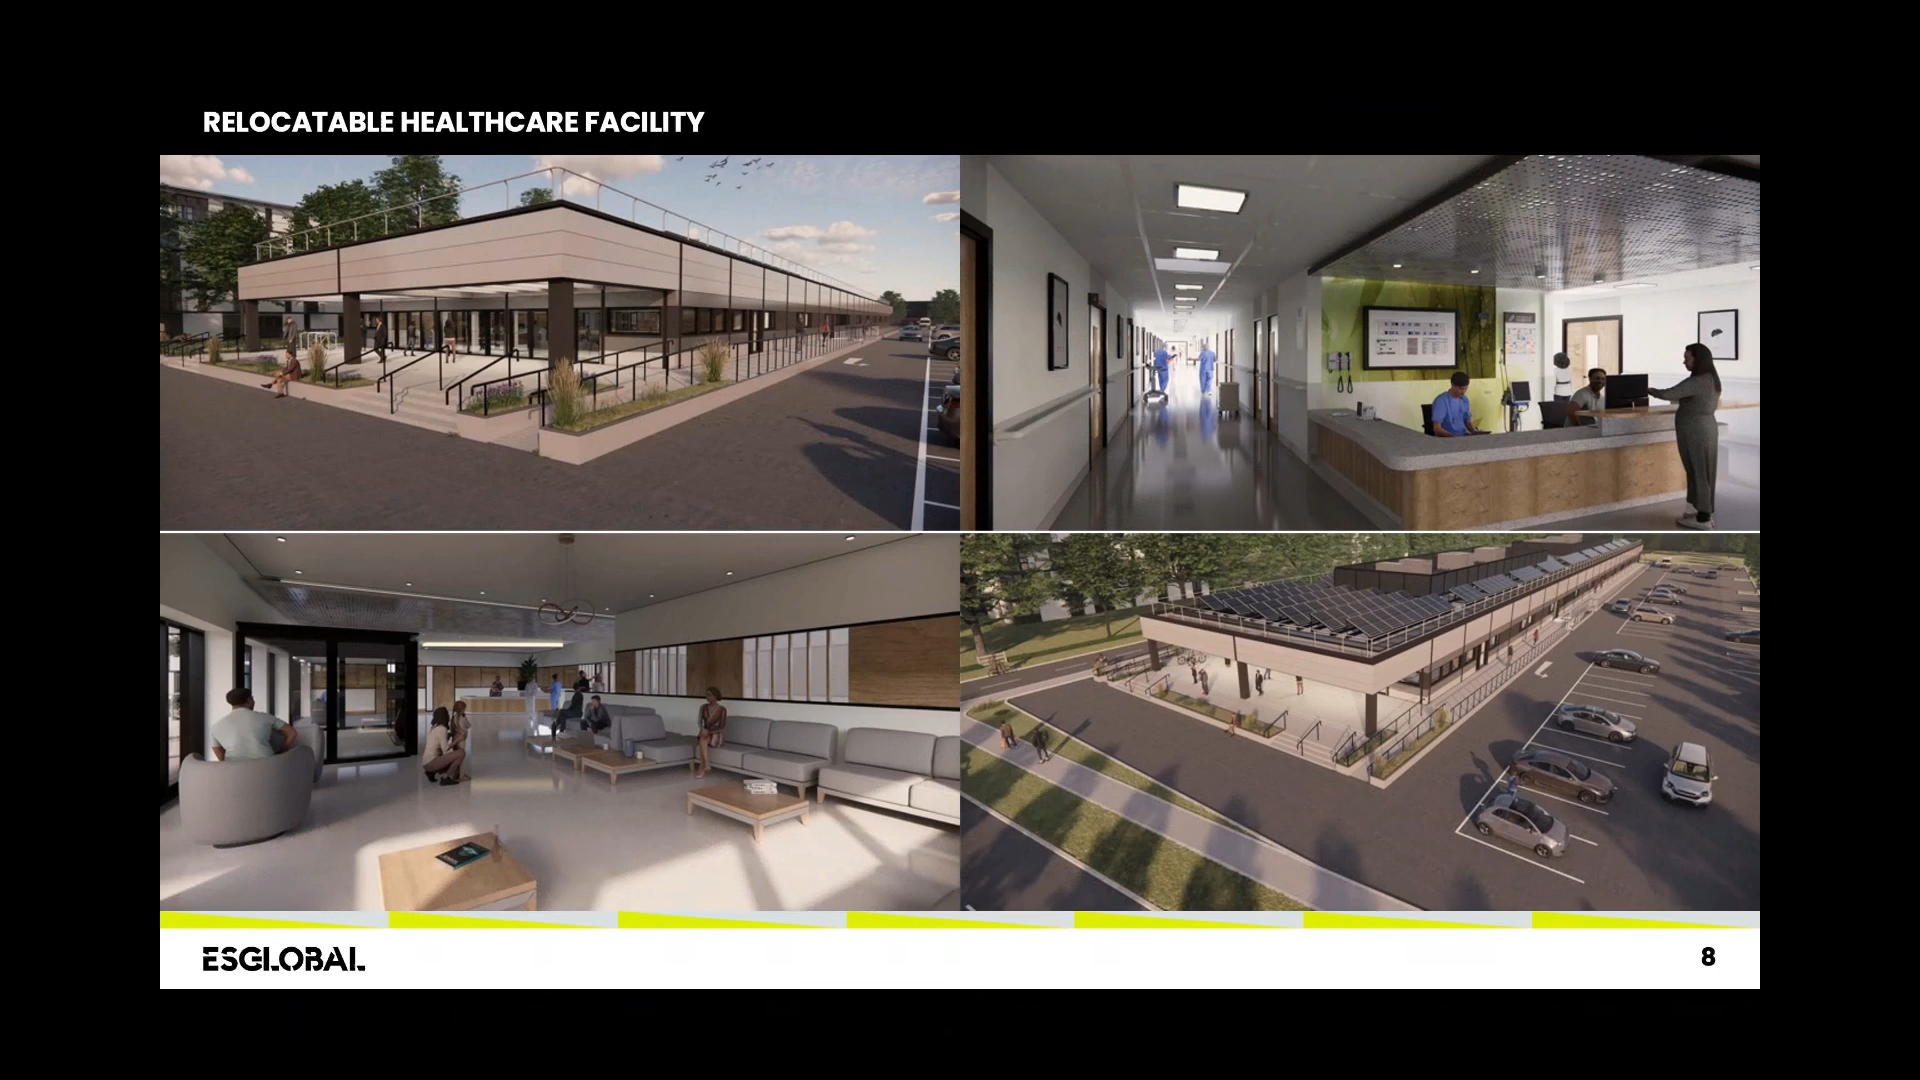 RELOCATABLE HEALTHCARE FACILITY
ESGLOBAL
8